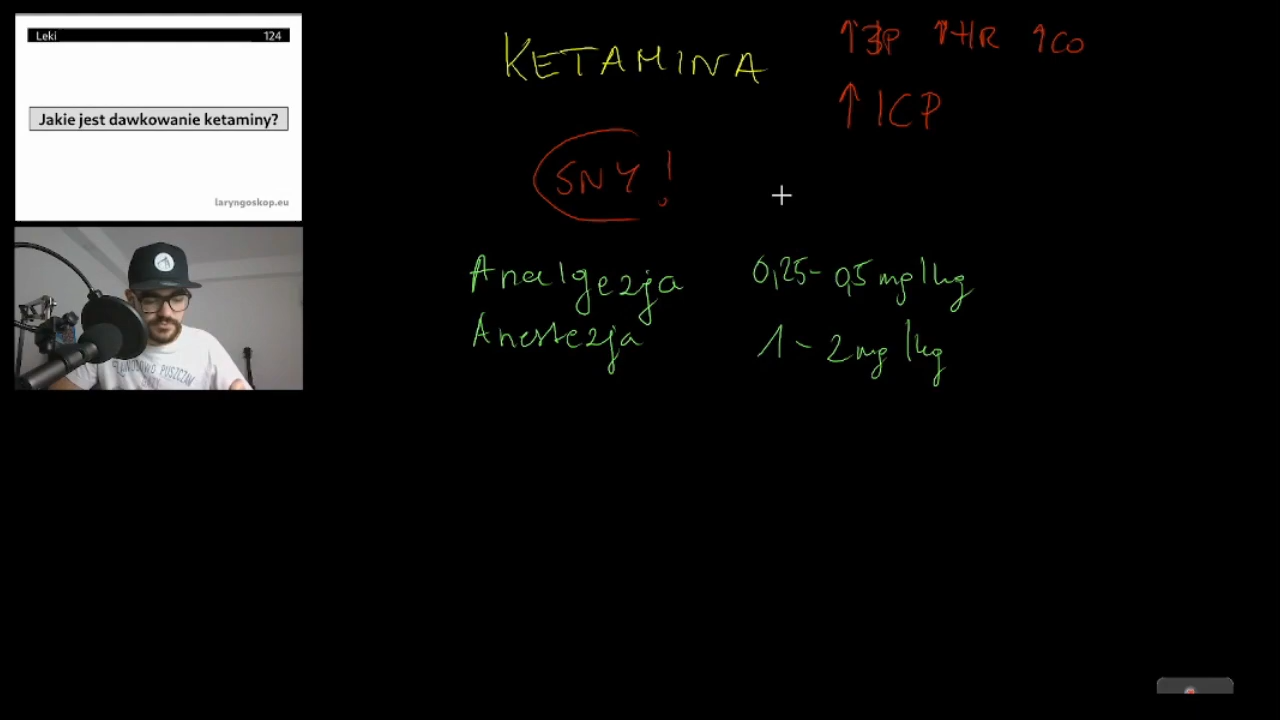 Leki 124
Jakie jest dawkowanie ketaminy?
laryngoskop.eu
KETAMINA
↑BP ↑HR ↑CO
↑ICP
SNY!
Analgezja 0,25- 0,5 mg/kg
Anestezja 1 - 2 mg/kg